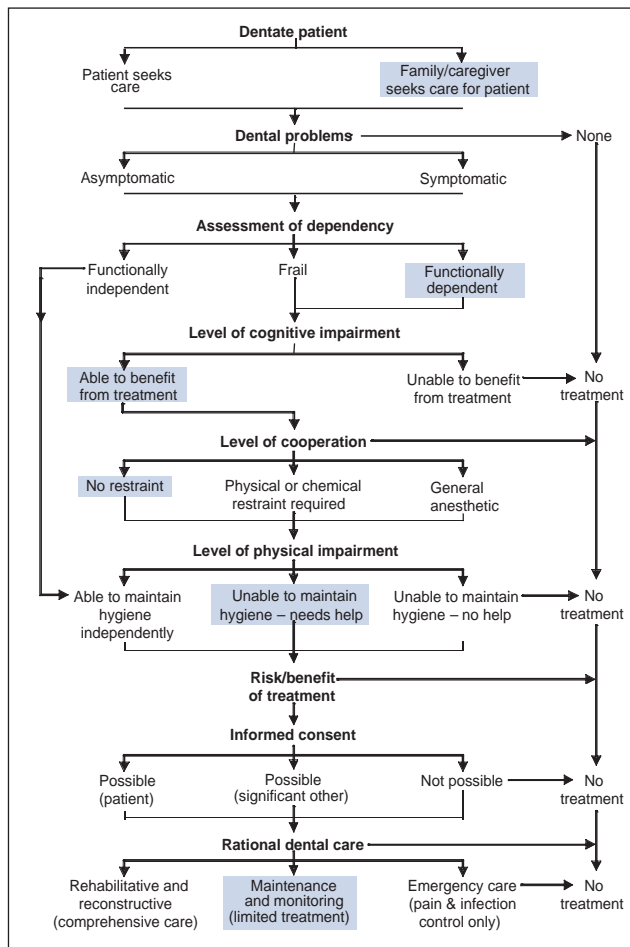 Dentate patient
Patient seeks
care
Family/caregiver
seeks care for patient
Dental problems
None
Asymptomatic
Symptomatic
Assessment of dependency
Functionally
independent
Frail
Functionally
dependent
Level of cognitive impairment
Able to benefit
from treatment
Unable to benefit
from treatment
No
treatment
Level of cooperation
No restraint
Physical or chemical
restraint required
General
anesthetic
Level of physical impairment
Able to maintain
hygiene
independently
Unable to maintain
hygiene – needs help
Unable to maintain
hygiene – no help
No
treatment
Risk/benefit
of treatment
Informed consent
Possible
(patient)
Possible
(significant other)
Not possible
No
treatment
Rational dental care
Rehabilitative and
reconstructive
(comprehensive care)
Maintenance
and monitoring
(limited treatment)
Emergency care
(pain & infection
control only)
No
treatment